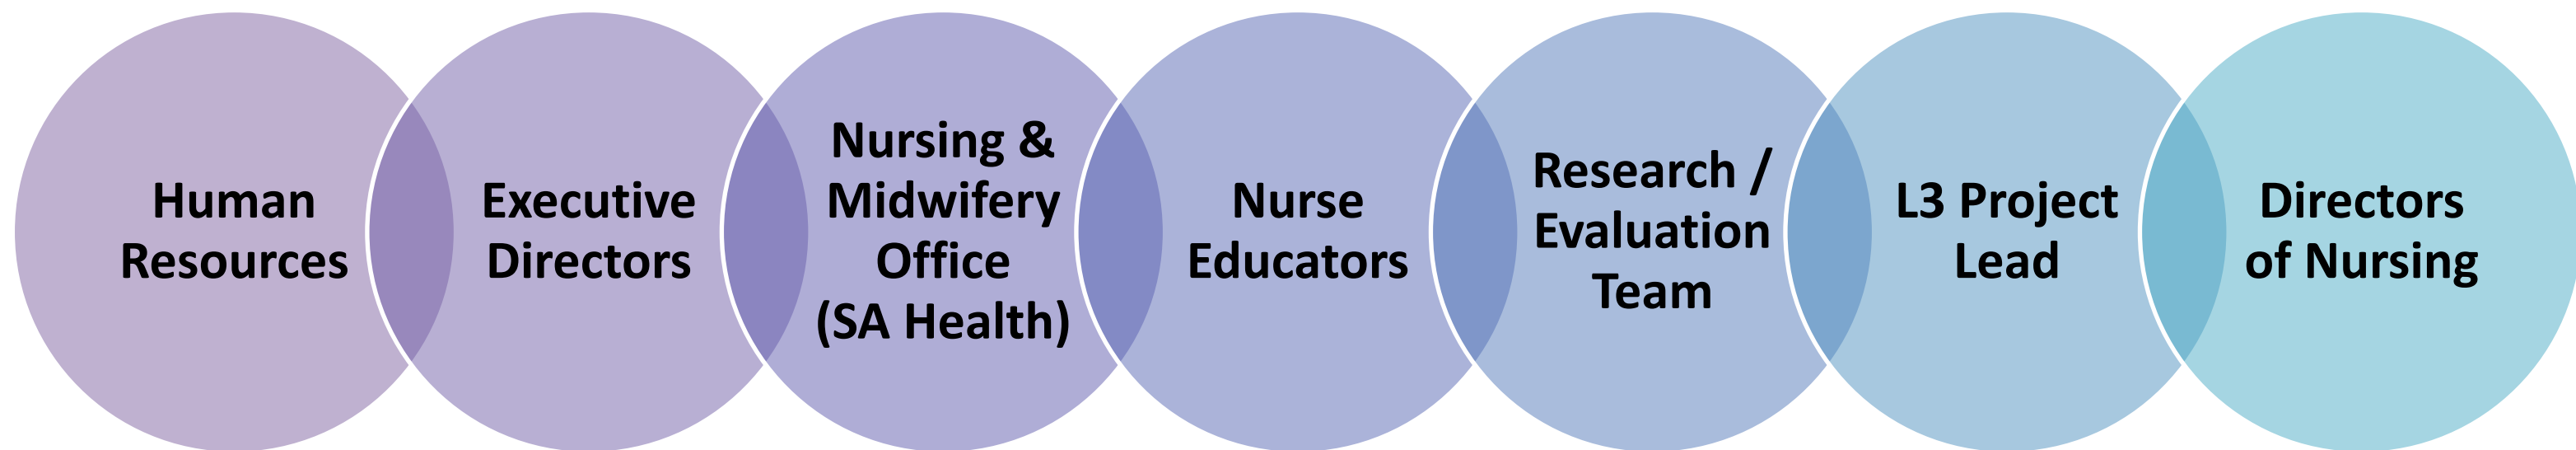 Human
Resources
Executive
Directors
Nursing &
Midwifery
Office
(SA Health)
Nurse
Educators
Research /
Evaluation
Team
L3 Project
Lead
Directors
of Nursing